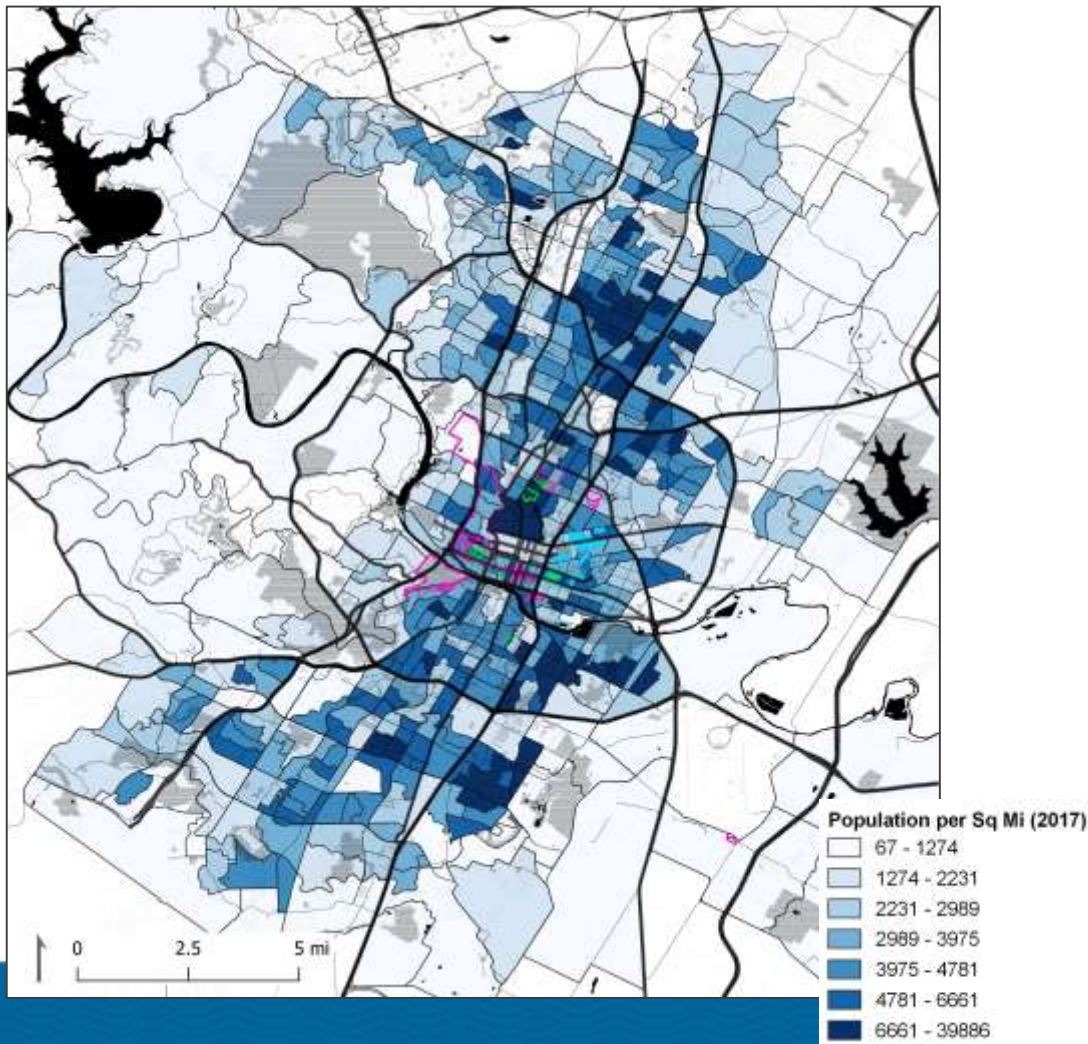 0 2.5 5 mi
Population per Sq Mi (2017)
67 - 1274
1274 - 2231
2231 - 2989
2989 - 3975
3975 - 4781
4781 - 6661
6661 - 39886